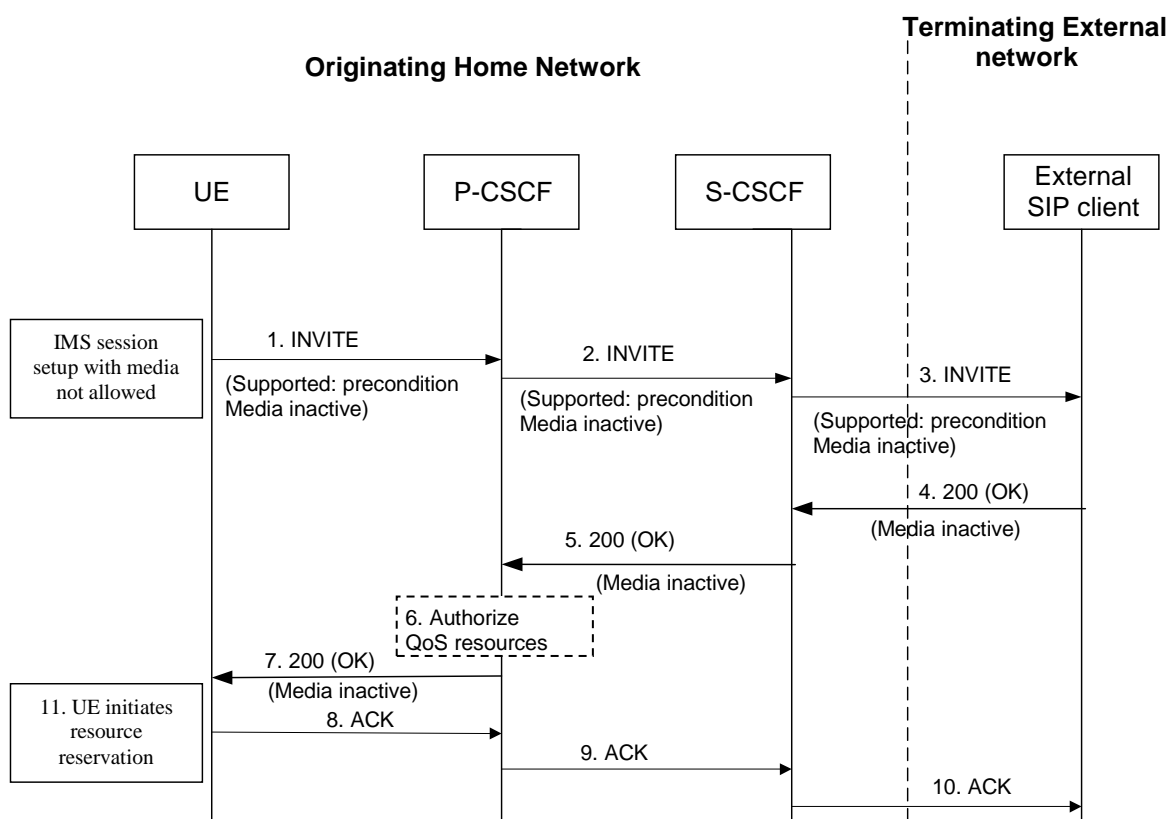 Terminating External
network
Originating Home Network
UE
P-CSCF
S-CSCF
External
SIP client
IMS session
setup with media
not allowed
1. INVITE
(Supported: precondition
Media inactive)
2. INVITE
(Supported: precondition
Media inactive)
3. INVITE
(Supported: precondition
Media inactive)
4. 200 (OK)
(Media inactive)
5. 200 (OK)
(Media inactive)
6. Authorize
QoS resources
7. 200 (OK)
(Media inactive)
11. UE initiates
resource
reservation
8. ACK
9. ACK
10. ACK